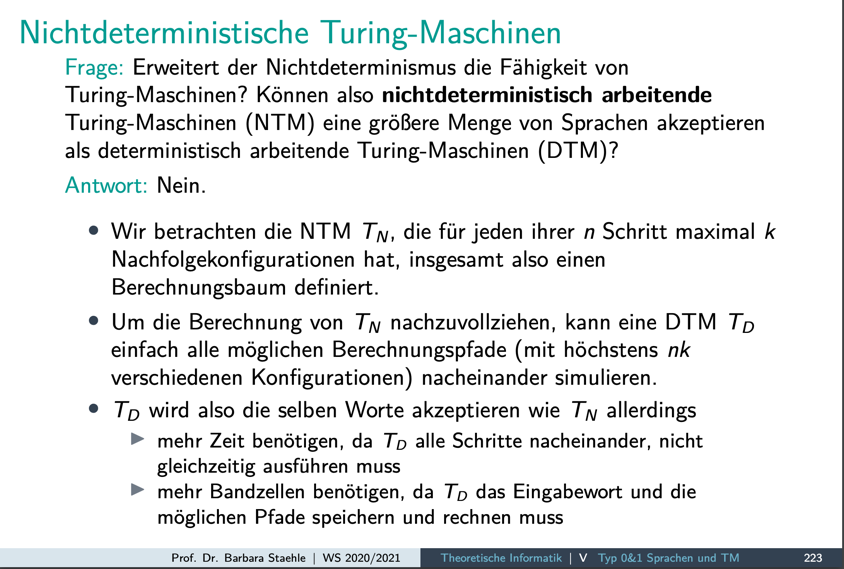 Nichtdeterministische Turing-Maschinen
Frage: Erweitert der Nichtdeterminismus die Fähigkeit von
Turing-Maschinen? Können also nichtdeterministisch arbeitende
Turing-Maschinen (NTM) eine größere Menge von Sprachen akzeptieren
als deterministisch arbeitende Turing-Maschinen (DTM)?
Antwort: Nein.
• Wir betrachten die NTM T_N, die für jeden ihrer n Schritt maximal k
Nachfolgekonfigurationen hat, insgesamt also einen
Berechnungsbaum definiert.
• Um die Berechnung von T_N nachzuvollziehen, kann eine DTM T_D
einfach alle möglichen Berechnungspfade (mit höchstens nk
verschiedenen Konfigurationen) nacheinander simulieren.
• T_D wird also die selben Worte akzeptieren wie T_N allerdings
▶ mehr Zeit benötigen, da T_D alle Schritte nacheinander, nicht
gleichzeitig ausführen muss
▶ mehr Bandzellen benötigen, da T_D das Eingabewort und die
möglichen Pfade speichern und rechnen muss
Prof. Dr. Barbara Staehle | WS 2020/2021 Theoretische Informatik | V Typ 0&1 Sprachen und TM 223